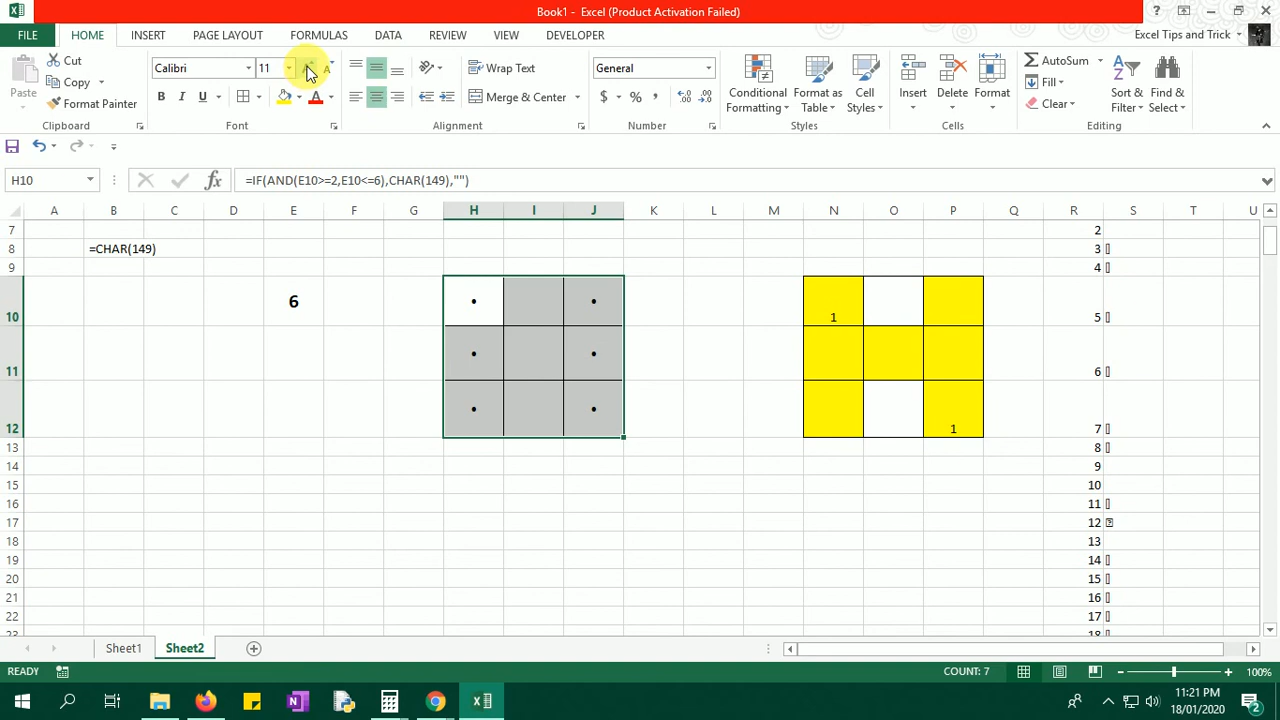 Book1 - Excel (Product Activation Failed)
FILE HOME INSERT PAGE LAYOUT FORMULAS DATA REVIEW VIEW DEVELOPER Excel Tips and Trick
Paste Cut Copy Format Painter Clipboard
Calibri 11 B I U A Font
Wrap Text Merge & Center Alignment
General $ % , Number
Conditional Formatting Format as Table Cell Styles Styles
Insert Delete Format Cells
AutoSum Fill Clear Sort & Filter Find & Select Editing
H10 fx =IF(AND(E10>=2,E10<=6),CHAR(149),"")
A B C D E F G H I J K L M N O P Q R S T U
7 2
8 =CHAR(149) 3
9 4
10 6 • • 1 5
11 • • 6
12 • • 1 7
13 8
14 9
15 10
16 11
17 12
18 13
19 14
20 15
21 16
22 17
23 18
Sheet1 Sheet2
READY COUNT: 7 100%
11:21 PM
18/01/2020
2